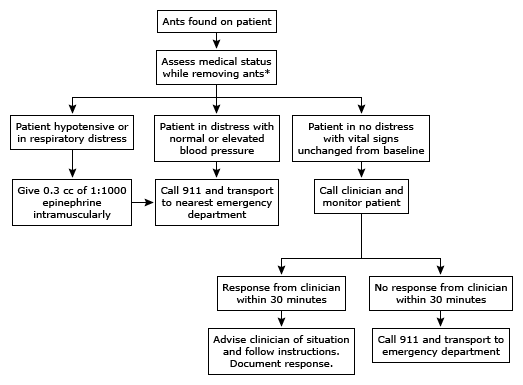 Ants found on patient
Assess medical status
while removing ants*
Patient hypotensive or
in respiratory distress
Patient in distress with
normal or elevated
blood pressure
Patient in no distress
with vital signs
unchanged from baseline
Give 0.3 cc of 1:1000
epinephrine
intramuscularly
Call 911 and transport
to nearest emergency
department
Call clinician and
monitor patient
Response from clinician
within 30 minutes
No response from clinician
within 30 minutes
Advise clinician of situation
and follow instructions.
Document response.
Call 911 and transport to
emergency department